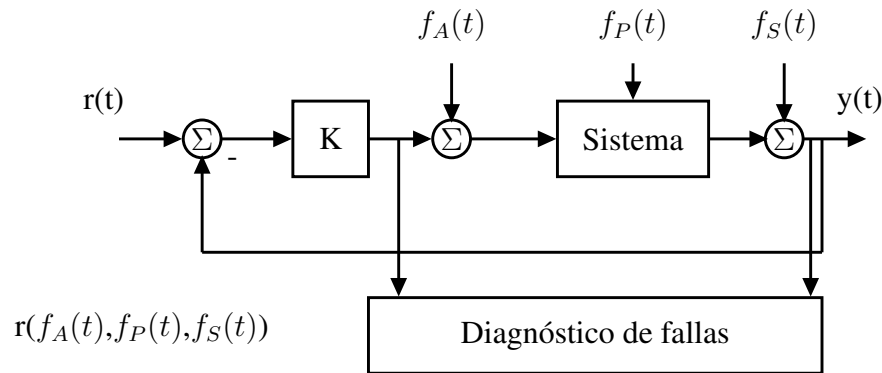 f_A(t) f_P(t) f_S(t)
r(t) y(t)
Σ K Σ Sistema Σ
-
r(f_A(t),f_P(t),f_S(t))
Diagnóstico de fallas